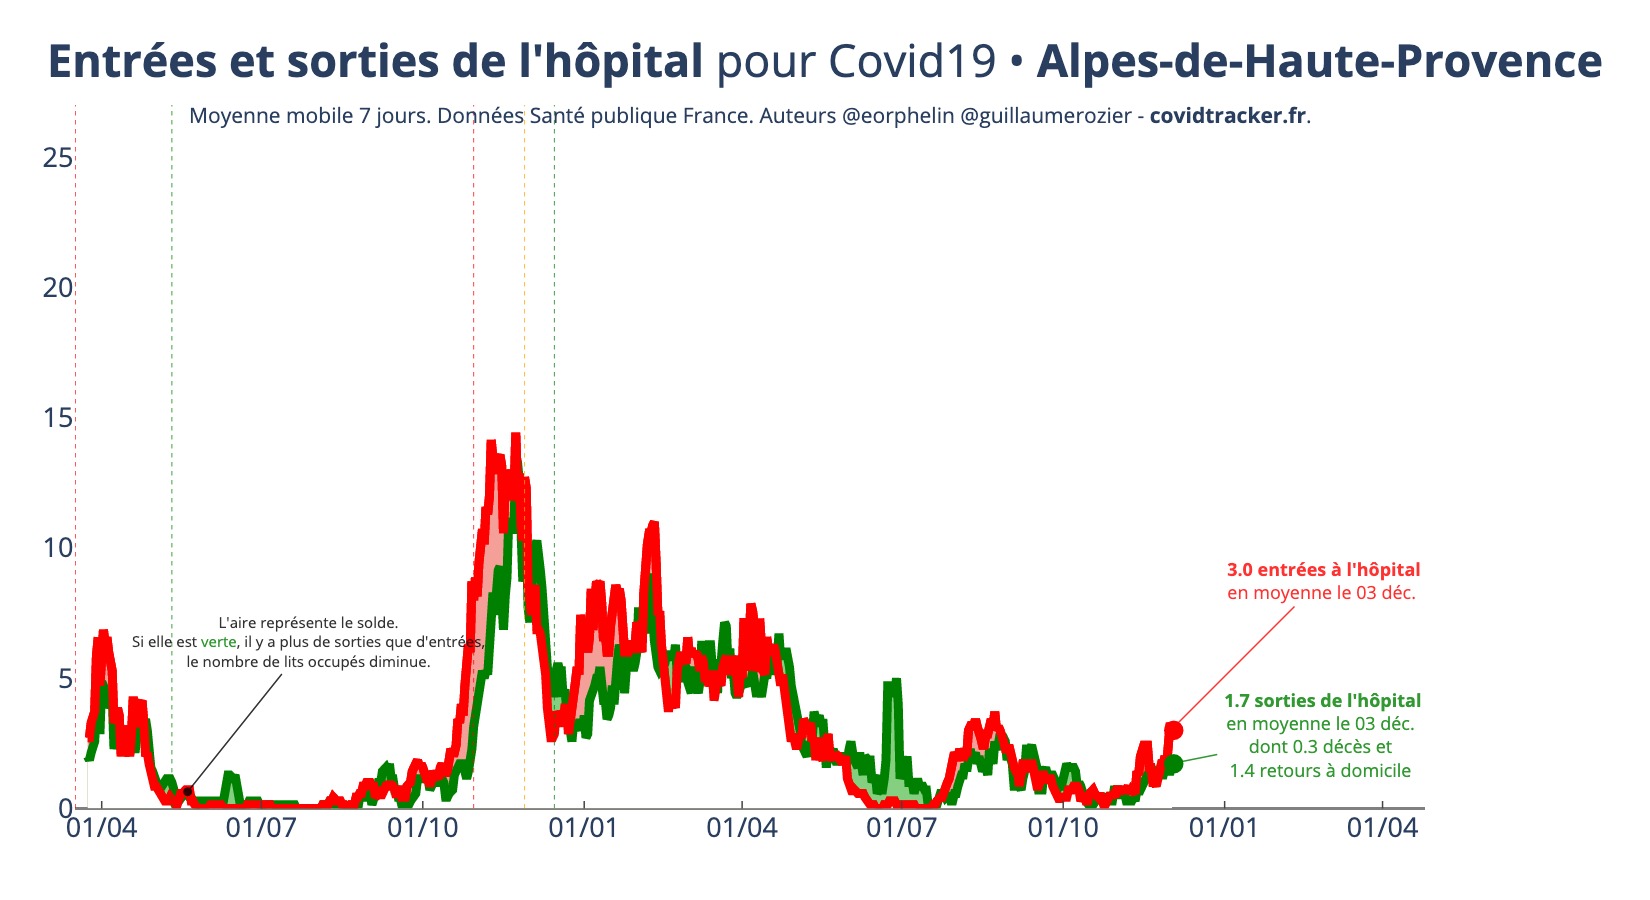 Entrées et sorties de l'hôpital pour Covid19 • Alpes-de-Haute-Provence
Moyenne mobile 7 jours. Données Santé publique France. Auteurs @eorphelin @guillaumerozier - covidtracker.fr.
25
20
15
10
5
0
L'aire représente le solde.
Si elle est verte, il y a plus de sorties que d'entrées,
le nombre de lits occupés diminue.
3.0 entrées à l'hôpital
en moyenne le 03 déc.
1.7 sorties de l'hôpital
en moyenne le 03 déc.
dont 0.3 décès et
1.4 retours à domicile
01/04 01/07 01/10 01/01 01/04 01/07 01/10 01/01 01/04